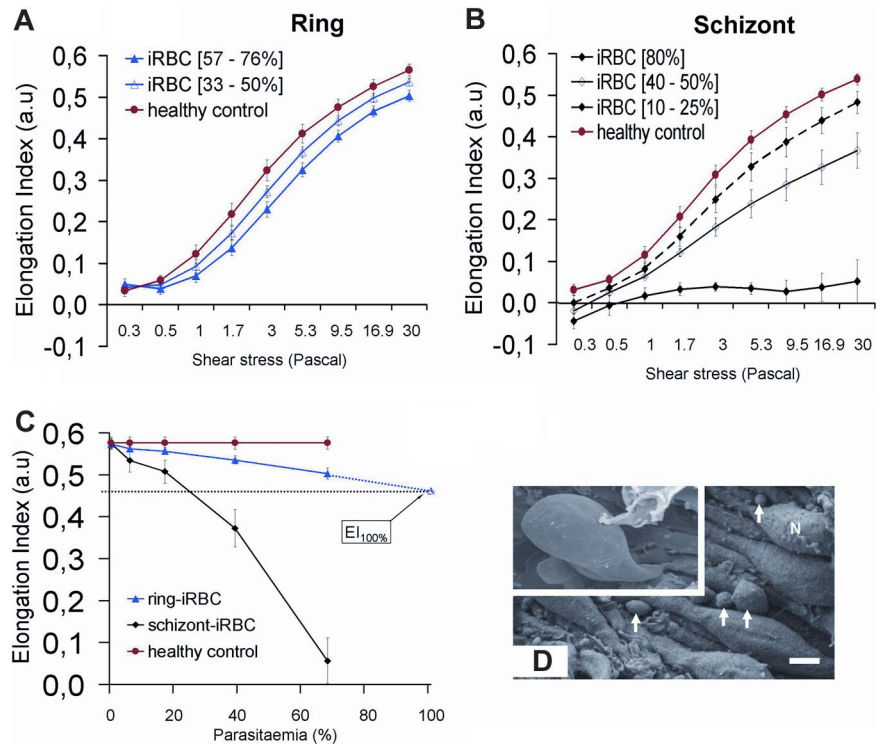 A
Ring
Elongation Index (a.u)
0,6
0,5
0,4
0,3
0,2
0,1
0,0
-0,1
iRBC [57 - 76%]
iRBC [33 - 50%]
healthy control
0.3 0.5 1 1.7 3 5.3 9.5 16.9 30
Shear stress (Pascal)
B
Schizont
Elongation Index (a.u)
0,6
0,5
0,4
0,3
0,2
0,1
0,0
-0,1
iRBC [80%]
iRBC [40 - 50%]
iRBC [10 - 25%]
healthy control
0.3 0.5 1 1.7 3 5.3 9.5 16.9 30
Shear stress (Pascal)
C
Elongation Index (a.u)
0,6
0,5
0,4
0,3
0,2
0,1
0,0
EI100%
ring-iRBC
schizont-iRBC
healthy control
0 20 40 60 80 100
Parasitaemia (%)
N
D